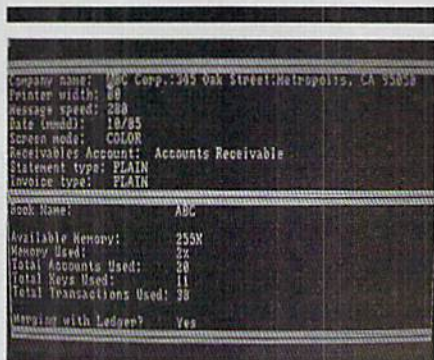 Company name: ABC Corp.:345 Oak Street:Metropolis, CA 95050
Printer width: 80
Message speed: 200
Date (mmdd): 10/85
Screen mode: COLOR
Receivables Account: Accounts Receivable
Statement type: PLAIN
Invoice type: PLAIN
Book Name: ABC
Available Memory: 255K
Memory Used: 2%
Total Accounts Used: 20
Total Keys Used: 11
Total Transactions Used: 38
Merging with Ledger? Yes